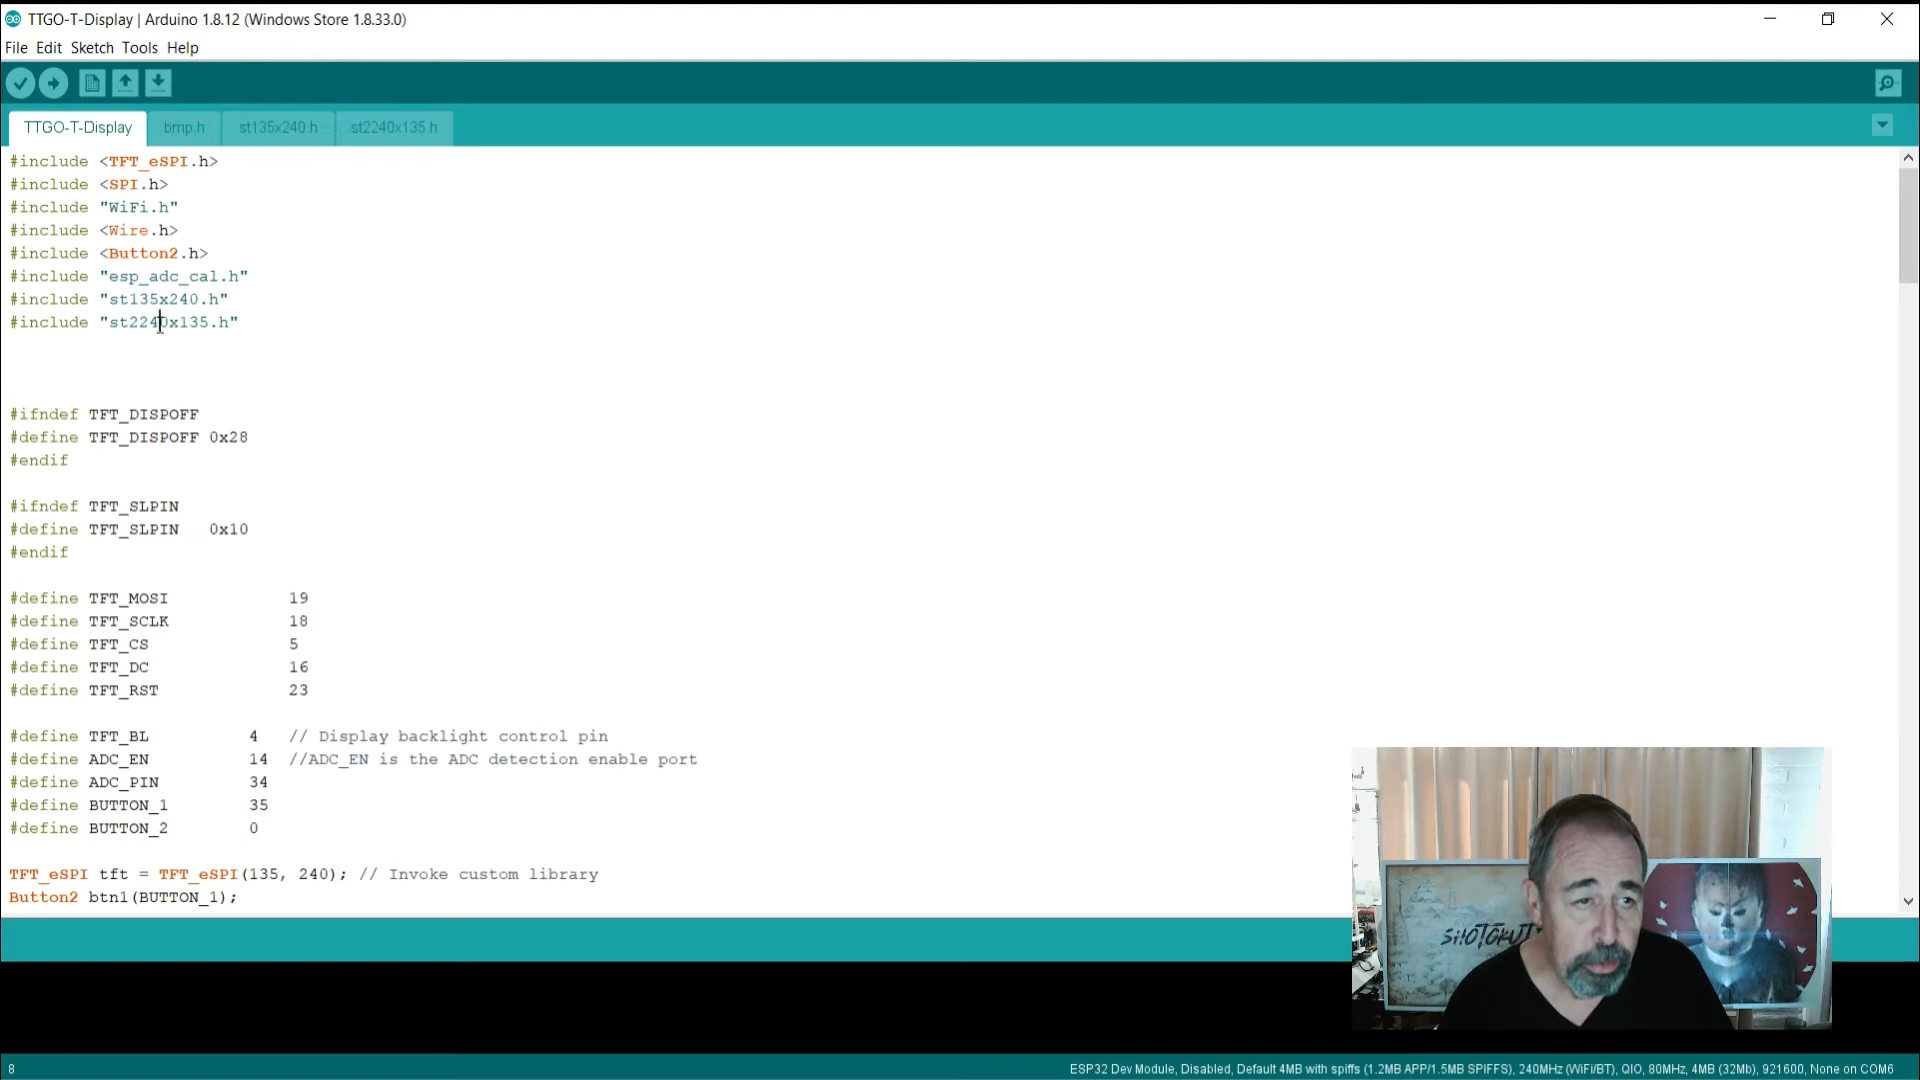 TTGO-T-Display | Arduino 1.8.12 (Windows Store 1.8.33.0)
File Edit Sketch Tools Help
TTGO-T-Display bmp.h st135x240.h st2240x135.h
#include <TFT_eSPI.h>
#include <SPI.h>
#include "WiFi.h"
#include <Wire.h>
#include <Button2.h>
#include "esp_adc_cal.h"
#include "st135x240.h"
#include "st2240x135.h"
#ifndef TFT_DISPOFF
#define TFT_DISPOFF 0x28
#endif
#ifndef TFT_SLPIN
#define TFT_SLPIN   0x10
#endif
#define TFT_MOSI            19
#define TFT_SCLK            18
#define TFT_CS              5
#define TFT_DC              16
#define TFT_RST             23
#define TFT_BL          4  // Display backlight control pin
#define ADC_EN          14  //ADC_EN is the ADC detection enable port
#define ADC_PIN         34
#define BUTTON_1        35
#define BUTTON_2        0
TFT_eSPI tft = TFT_eSPI(135, 240); // Invoke custom library
Button2 btn1(BUTTON_1);
SHOTOKU
8
ESP32 Dev Module, Disabled, Default 4MB with spiffs (1.2MB APP/1.5MB SPIFFS), 240MHz (WiFi/BT), QIO, 80MHz, 4MB (32Mb), 921600, None on COM6